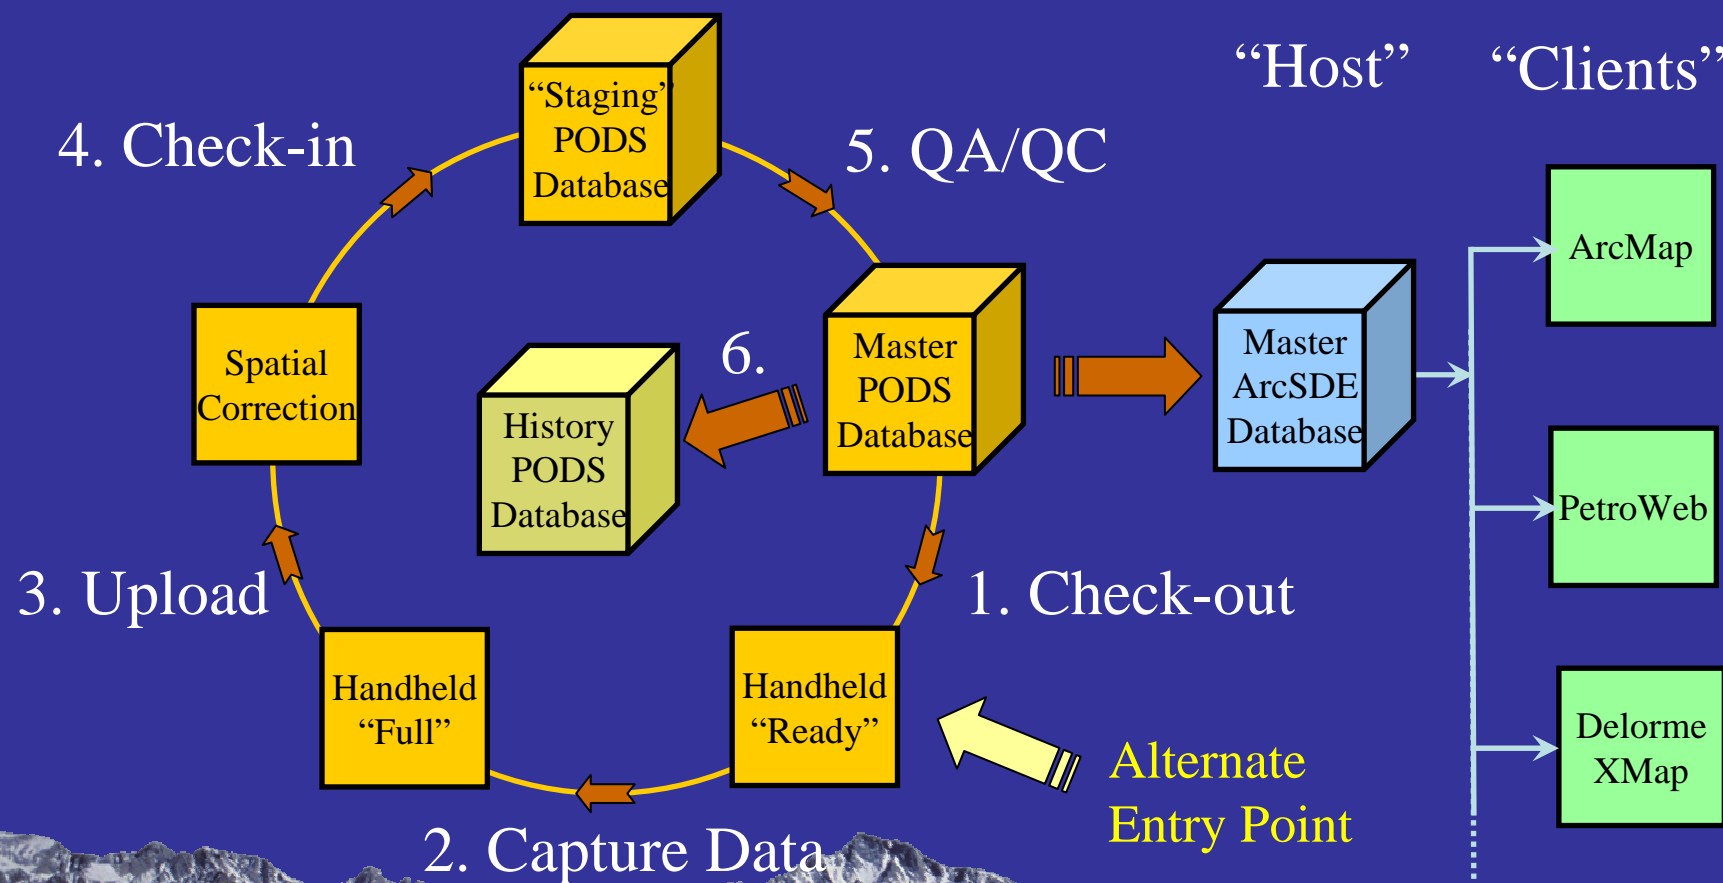 “Host”
“Clients”
“Staging”
PODS
Database
4. Check-in
5. QA/QC
ArcMap
Spatial
Correction
6.
History
PODS
Database
Master
PODS
Database
Master
ArcSDE
Database
PetroWeb
3. Upload
1. Check-out
Handheld
“Full”
Handheld
“Ready”
Alternate
Entry Point
Delorme
XMap
2. Capture Data